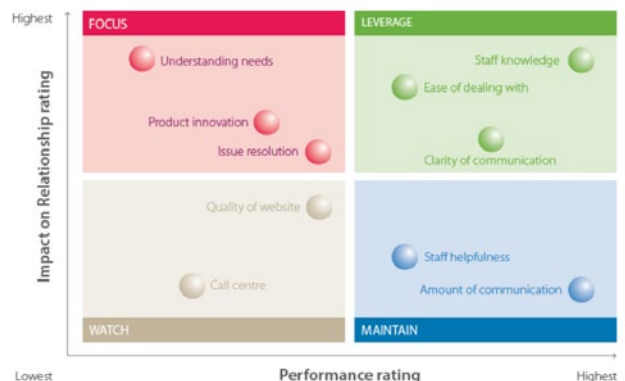 Highest
FOCUS
LEVERAGE
Understanding needs
Staff knowledge
Ease of dealing with
Product innovation
Issue resolution
Clarity of communication
Impact on Relationship rating
Quality of website
Staff helpfulness
Call centre
Amount of communication
WATCH
MAINTAIN
Lowest
Performance rating
Highest